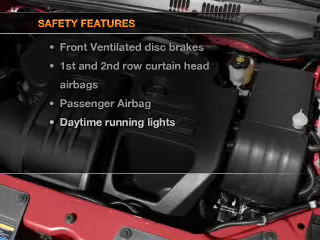 SAFETY FEATURES
• Front Ventilated disc brakes
• 1st and 2nd row curtain head
airbags
• Passenger Airbag
• Daytime running lights